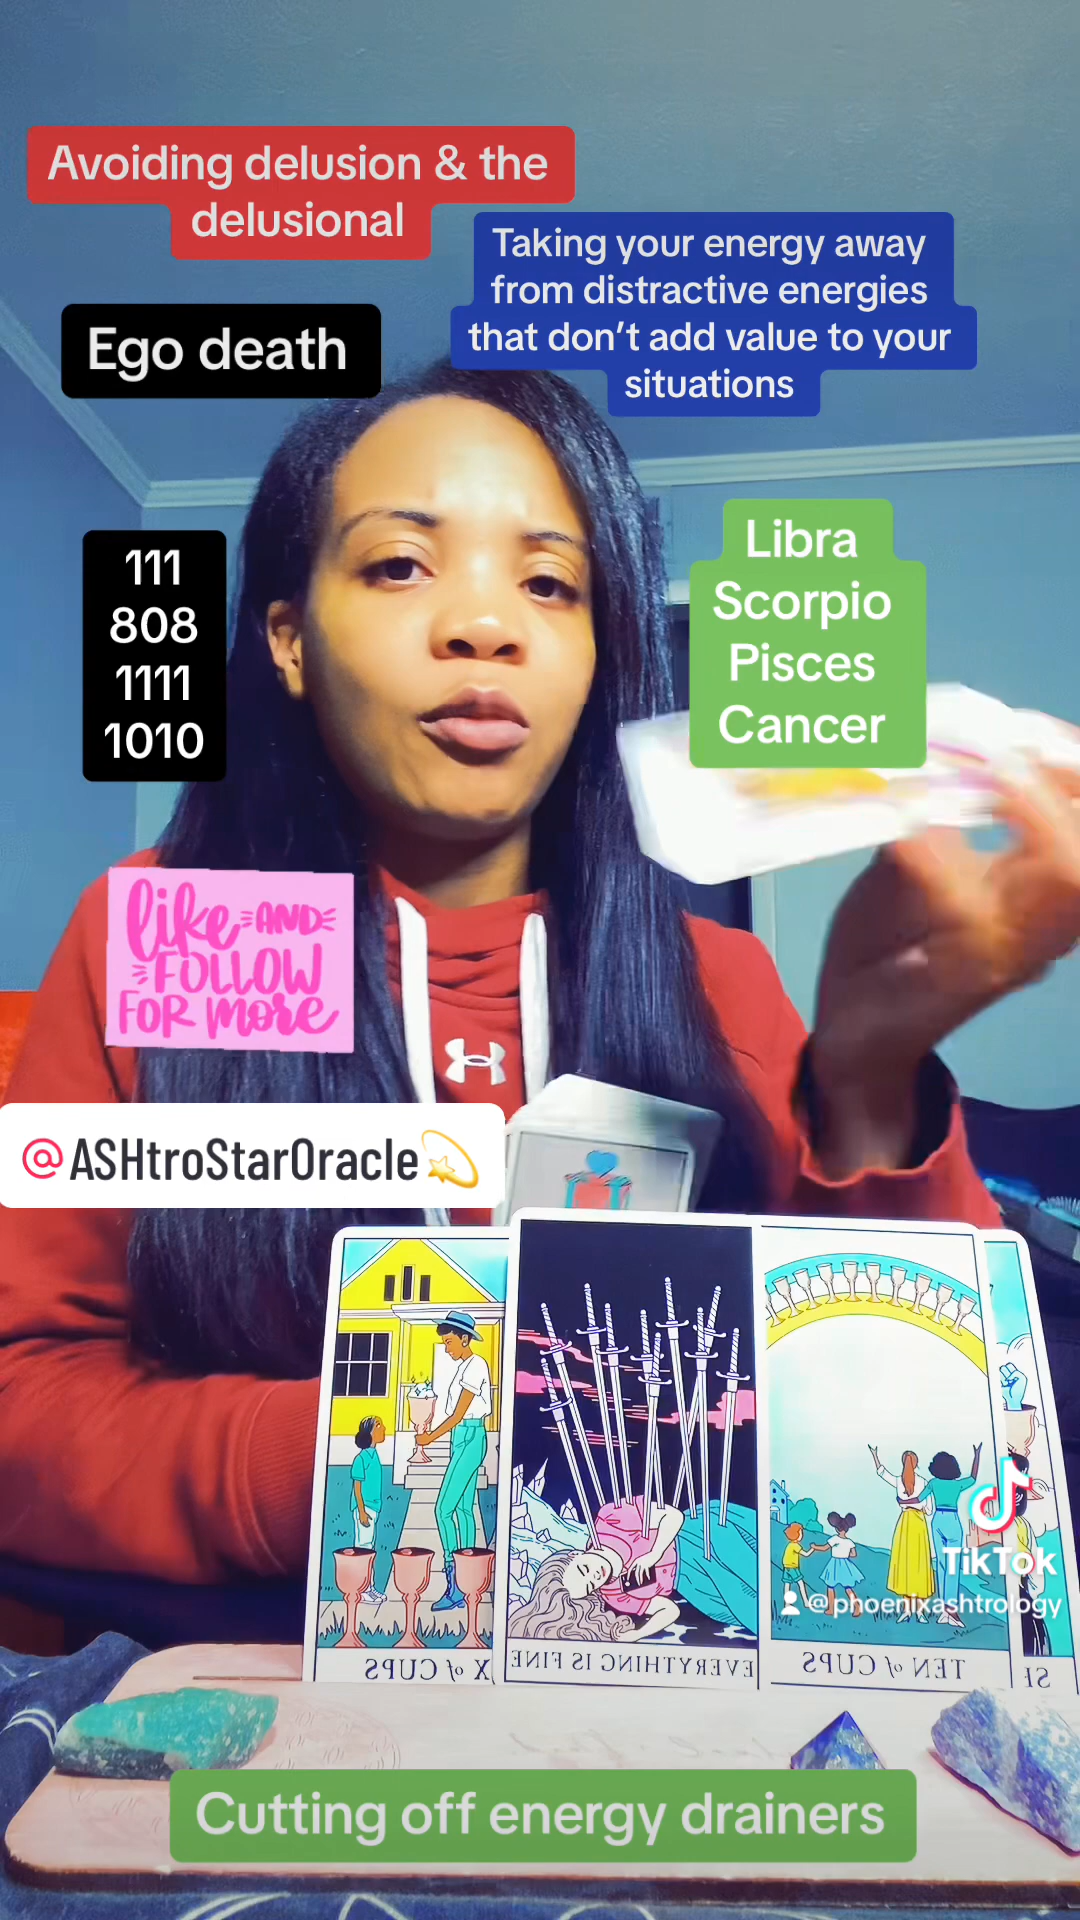 Avoiding delusion & the
delusional
Taking your energy away
from distractive energies
that don’t add value to your
situations
Ego death
111
808
1111
1010
Libra
Scorpio
Pisces
Cancer
like AND
FOLLOW
FOR more
@ASHtroStarOracle
X of CUPS
EVERYTHING IS FINE
TEN of CUPS
TikTok
@phoenixashtrology
Cutting off energy drainers